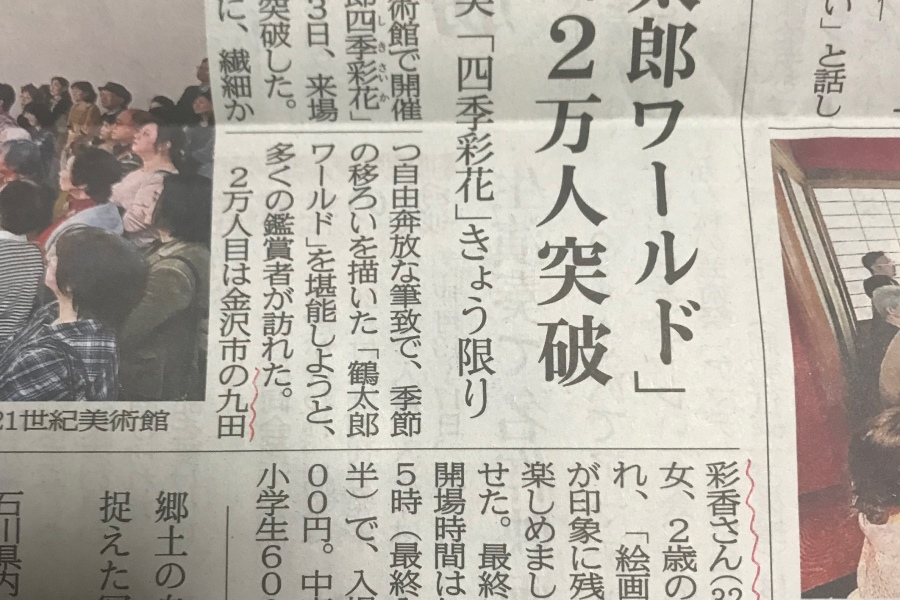 い」と話し
太郎ワールド」
２万人突破
「四季彩花」きょう限り
術館で開催
郎四季彩花」
しきさいか
３日、来場
突破した。
に、繊細か
つ自由奔放な筆致で、季節
の移ろいを描いた「鶴太郎
ワールド」を堪能しようと、
多くの鑑賞者が訪れた。
２万人目は金沢市の九田
彩香さん(32
女、２歳の
れ、「絵画
が印象に残
楽しめまし
せた。最終
開場時間は
５時（最終
半）で、入場
００円。中
小学生６０
21世紀美術館
郷土の
捉えた
石川県内